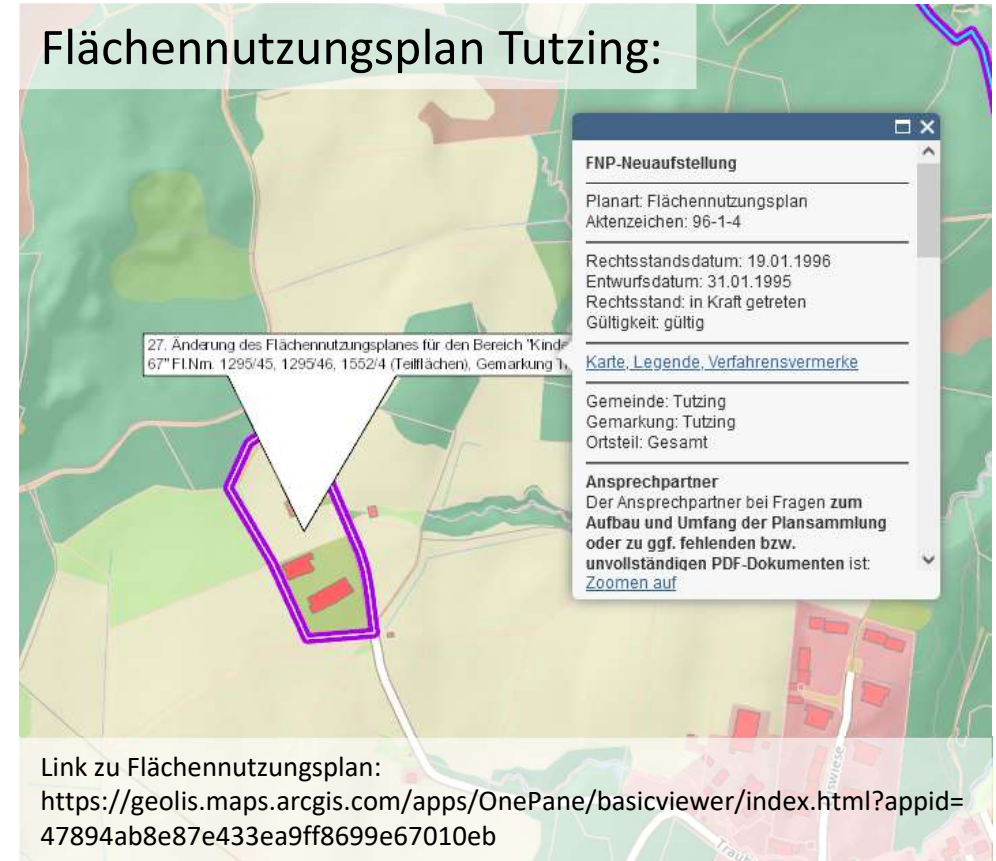 Flächennutzungsplan Tutzing:
FNP-Neuaufstellung
Planart: Flächennutzungsplan
Aktenzeichen: 96-1-4
Rechtsstandsdatum: 19.01.1996
Entwurfsdatum: 31.01.1995
Rechtsstand: in Kraft getreten
Gültigkeit: gültig
Karte, Legende, Verfahrensvermerke
Gemeinde: Tutzing
Gemarkung: Tutzing
Ortsteil: Gesamt
Ansprechpartner
Der Ansprechpartner bei Fragen zum
Aufbau und Umfang der Plansammlung
oder zu ggf. fehlenden bzw.
unvollständigen PDF-Dokumenten ist:
Zoomen auf
27. Änderung des Flächennutzungsplanes für den Bereich "Kinde
67" Fl.Nrn. 1295/45, 1295/46, 1552/4 (Teilflächen), Gemarkung
swiese
Traub
Link zu Flächennutzungsplan:
https://geolis.maps.arcgis.com/apps/OnePane/basicviewer/index.html?appid=
47894ab8e87e433ea9ff8699e67010eb